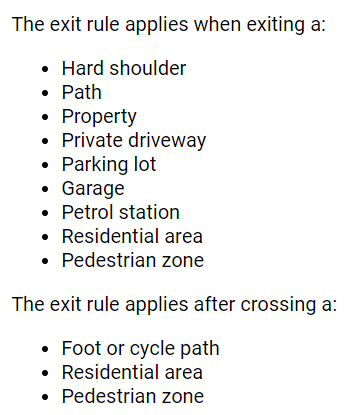 The exit rule applies when exiting a:
• Hard shoulder
• Path
• Property
• Private driveway
• Parking lot
• Garage
• Petrol station
• Residential area
• Pedestrian zone
The exit rule applies after crossing a:
• Foot or cycle path
• Residential area
• Pedestrian zone